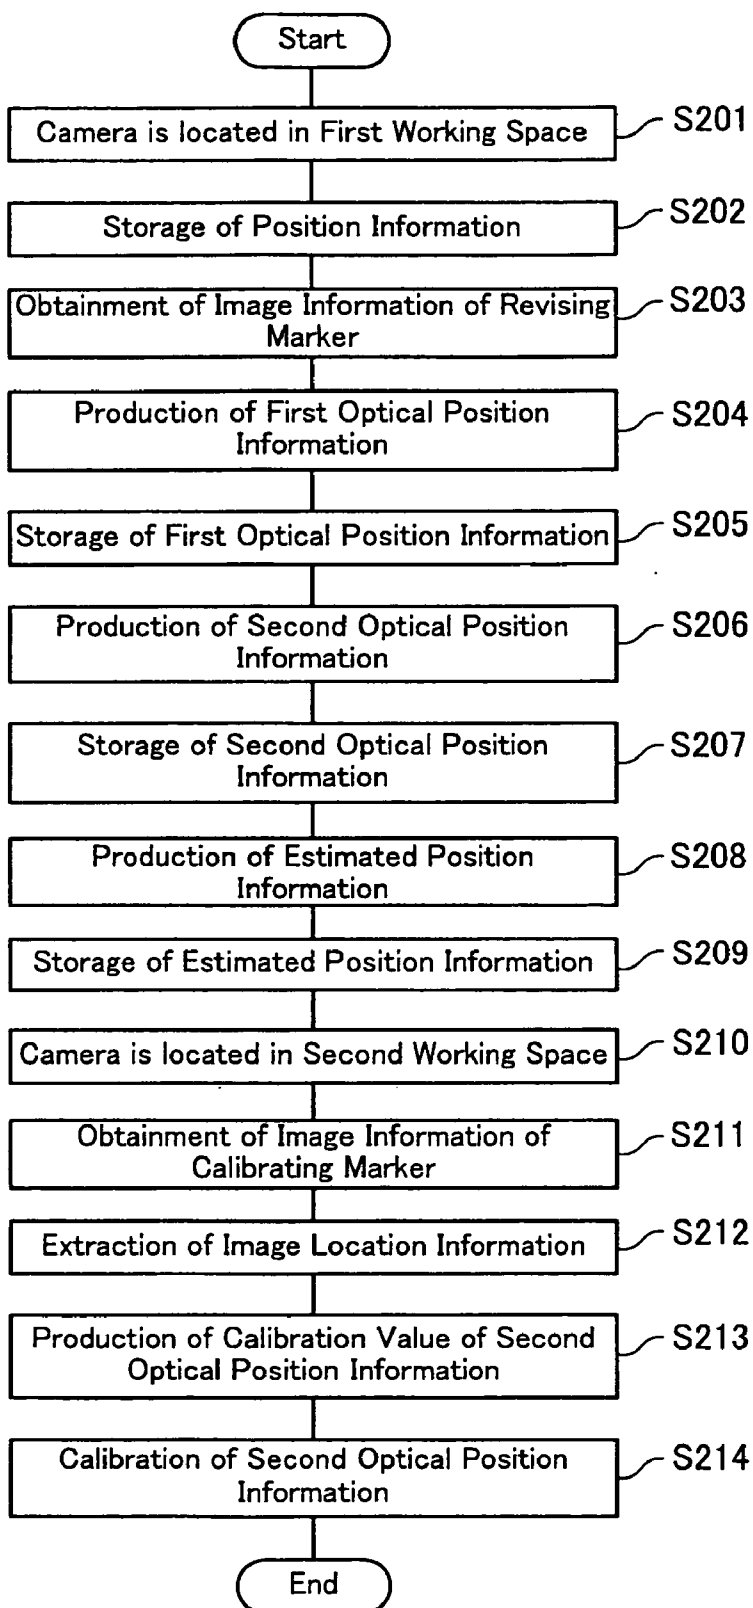 Start
Camera is located in First Working Space
S201
Storage of Position Information
S202
Obtainment of Image Information of Revising
Marker
S203
Production of First Optical Position
Information
S204
Storage of First Optical Position Information
S205
Production of Second Optical Position
Information
S206
Storage of Second Optical Position
Information
S207
Production of Estimated Position
Information
S208
Storage of Estimated Position Information
S209
Camera is located in Second Working Space
S210
Obtainment of Image Information of
Calibrating Marker
S211
Extraction of Image Location Information
S212
Production of Calibration Value of Second
Optical Position Information
S213
Calibration of Second Optical Position
Information
S214
End